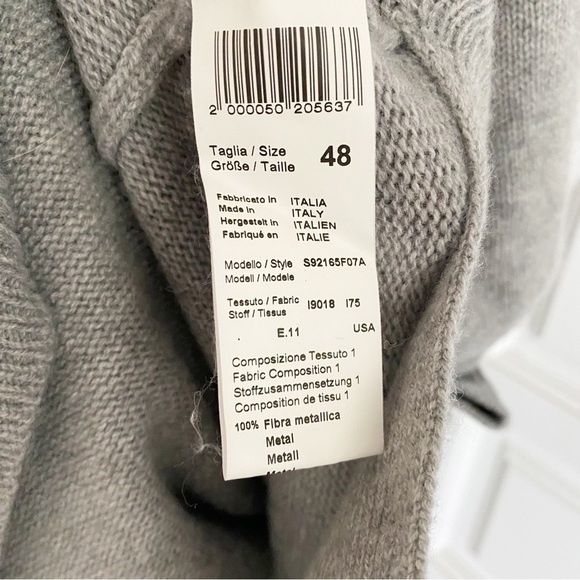 2 000050 205637
Taglia / Size 48
Größe / Taille
Fabbricato in ITALIA
Made in ITALY
Hergestelt in ITALIEN
Fabriqué en ITALIE
Modello / Style S92165F07A
Modell / Modele
Tessuto / Fabric I9018 I75
Stoff / Tissus
. E.11 USA
Composizione Tessuto 1
Fabric Composition 1
Stoffzusammensetzung 1
Composition de tissu 1
100% Fibra metallica
Metal
Metall